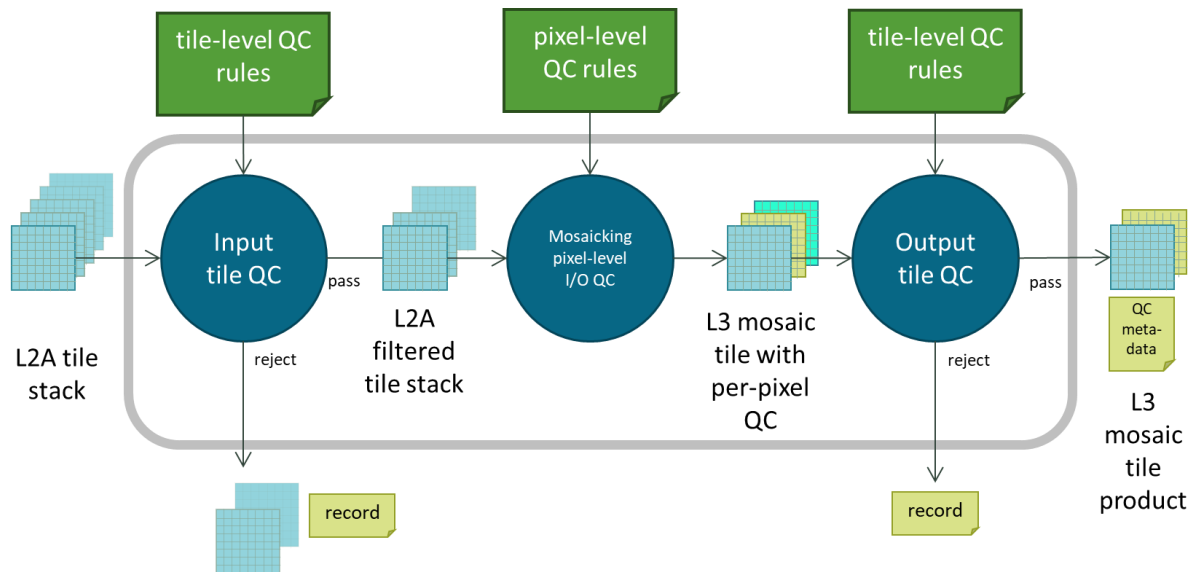 tile-level QC
rules
pixel-level
QC rules
tile-level QC
rules
Input
tile QC
Mosaicking
pixel-level
I/O QC
Output
tile QC
pass
pass
L2A tile
stack
reject
L2A
filtered
tile stack
L3 mosaic
tile with
per-pixel
QC
reject
QC
meta-
data
L3
mosaic
tile
product
record
record